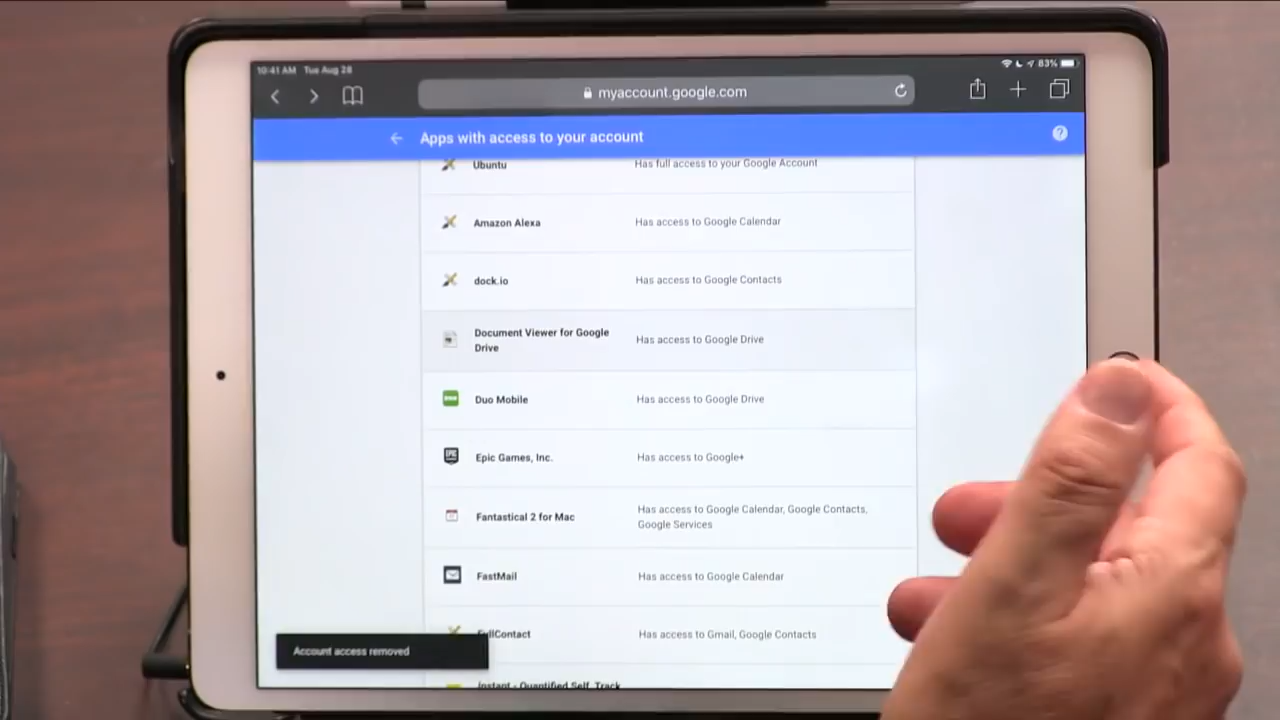 10:41 AM Tue Aug 28
83%
myaccount.google.com
Apps with access to your account
Ubuntu Has full access to your Google Account
Amazon Alexa Has access to Google Calendar
dock.io Has access to Google Contacts
Document Viewer for Google
Drive
Has access to Google Drive
Duo Mobile Has access to Google Drive
Epic Games, Inc. Has access to Google+
Fantastical 2 for Mac
Has access to Google Calendar, Google Contacts,
Google Services
FastMail Has access to Google Calendar
FullContact Has access to Gmail, Google Contacts
Account access removed
Instant - Quantified Self, Track